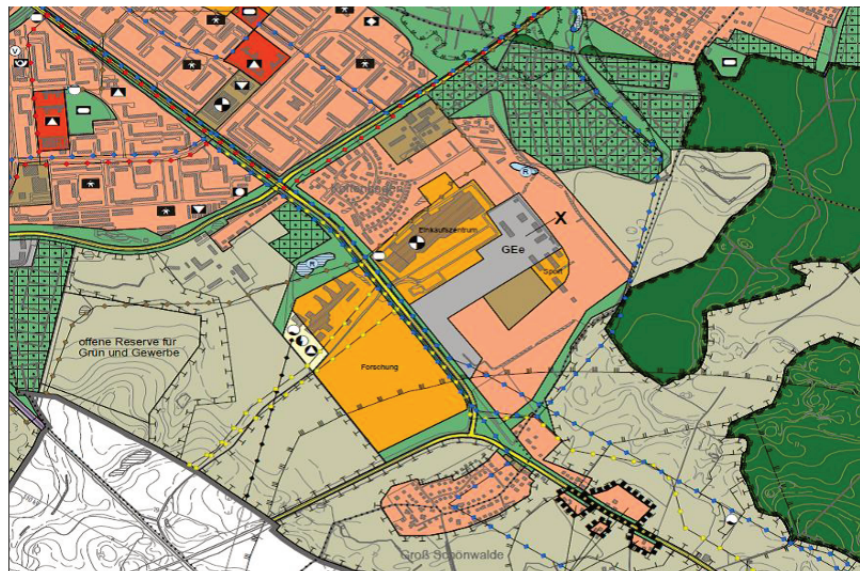 V
R
Einkaufszentrum
X
GEe
Sport
R
offene Reserve für
Grün und Gewerbe
Forschung
Groß Schönwalde